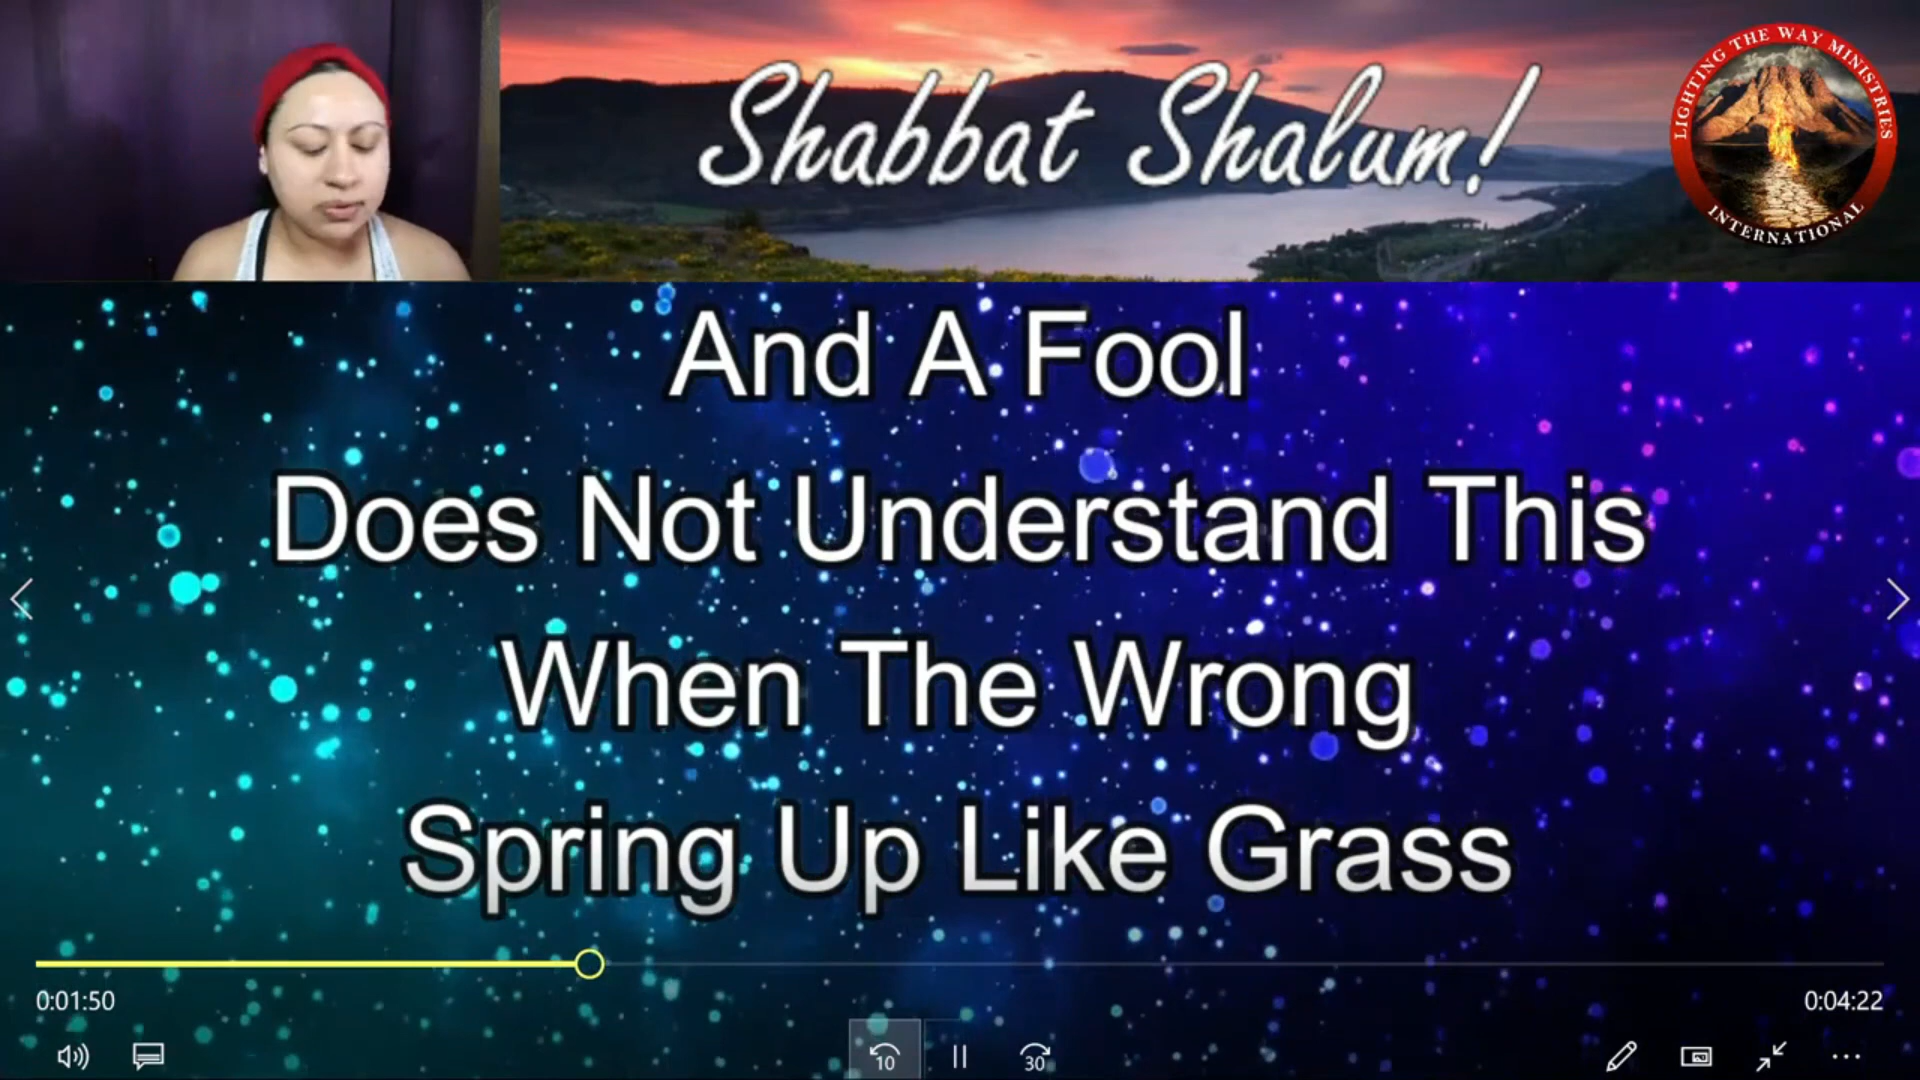 Shabbat Shalum!
LIGHTING THE WAY MINISTRIES
INTERNATIONAL
And A Fool
Does Not Understand This
When The Wrong
Spring Up Like Grass
0:01:50
0:04:22
10
30